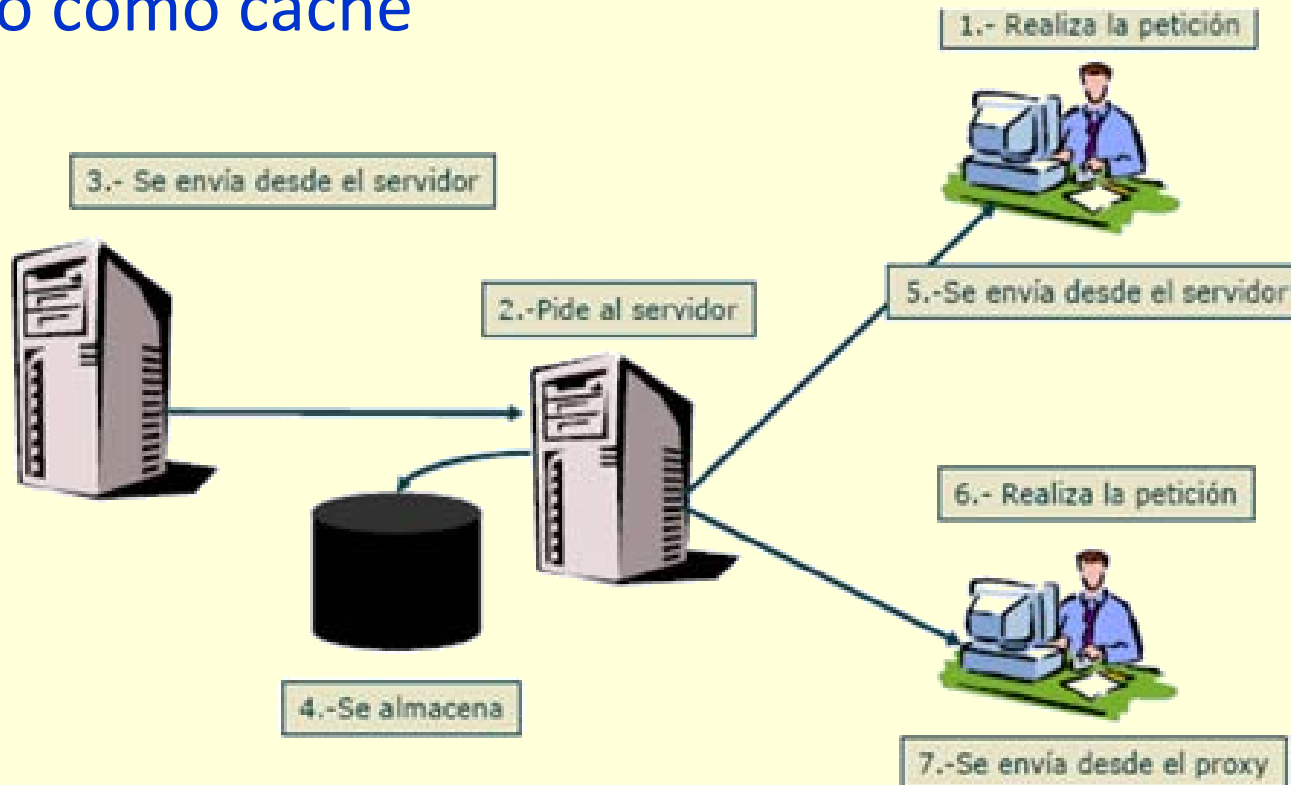 o como cache
1.- Realiza la petición
3.- Se envía desde el servidor
2.-Pide al servidor
5.-Se envía desde el servidor
6.- Realiza la petición
4.-Se almacena
7.-Se envía desde el proxy